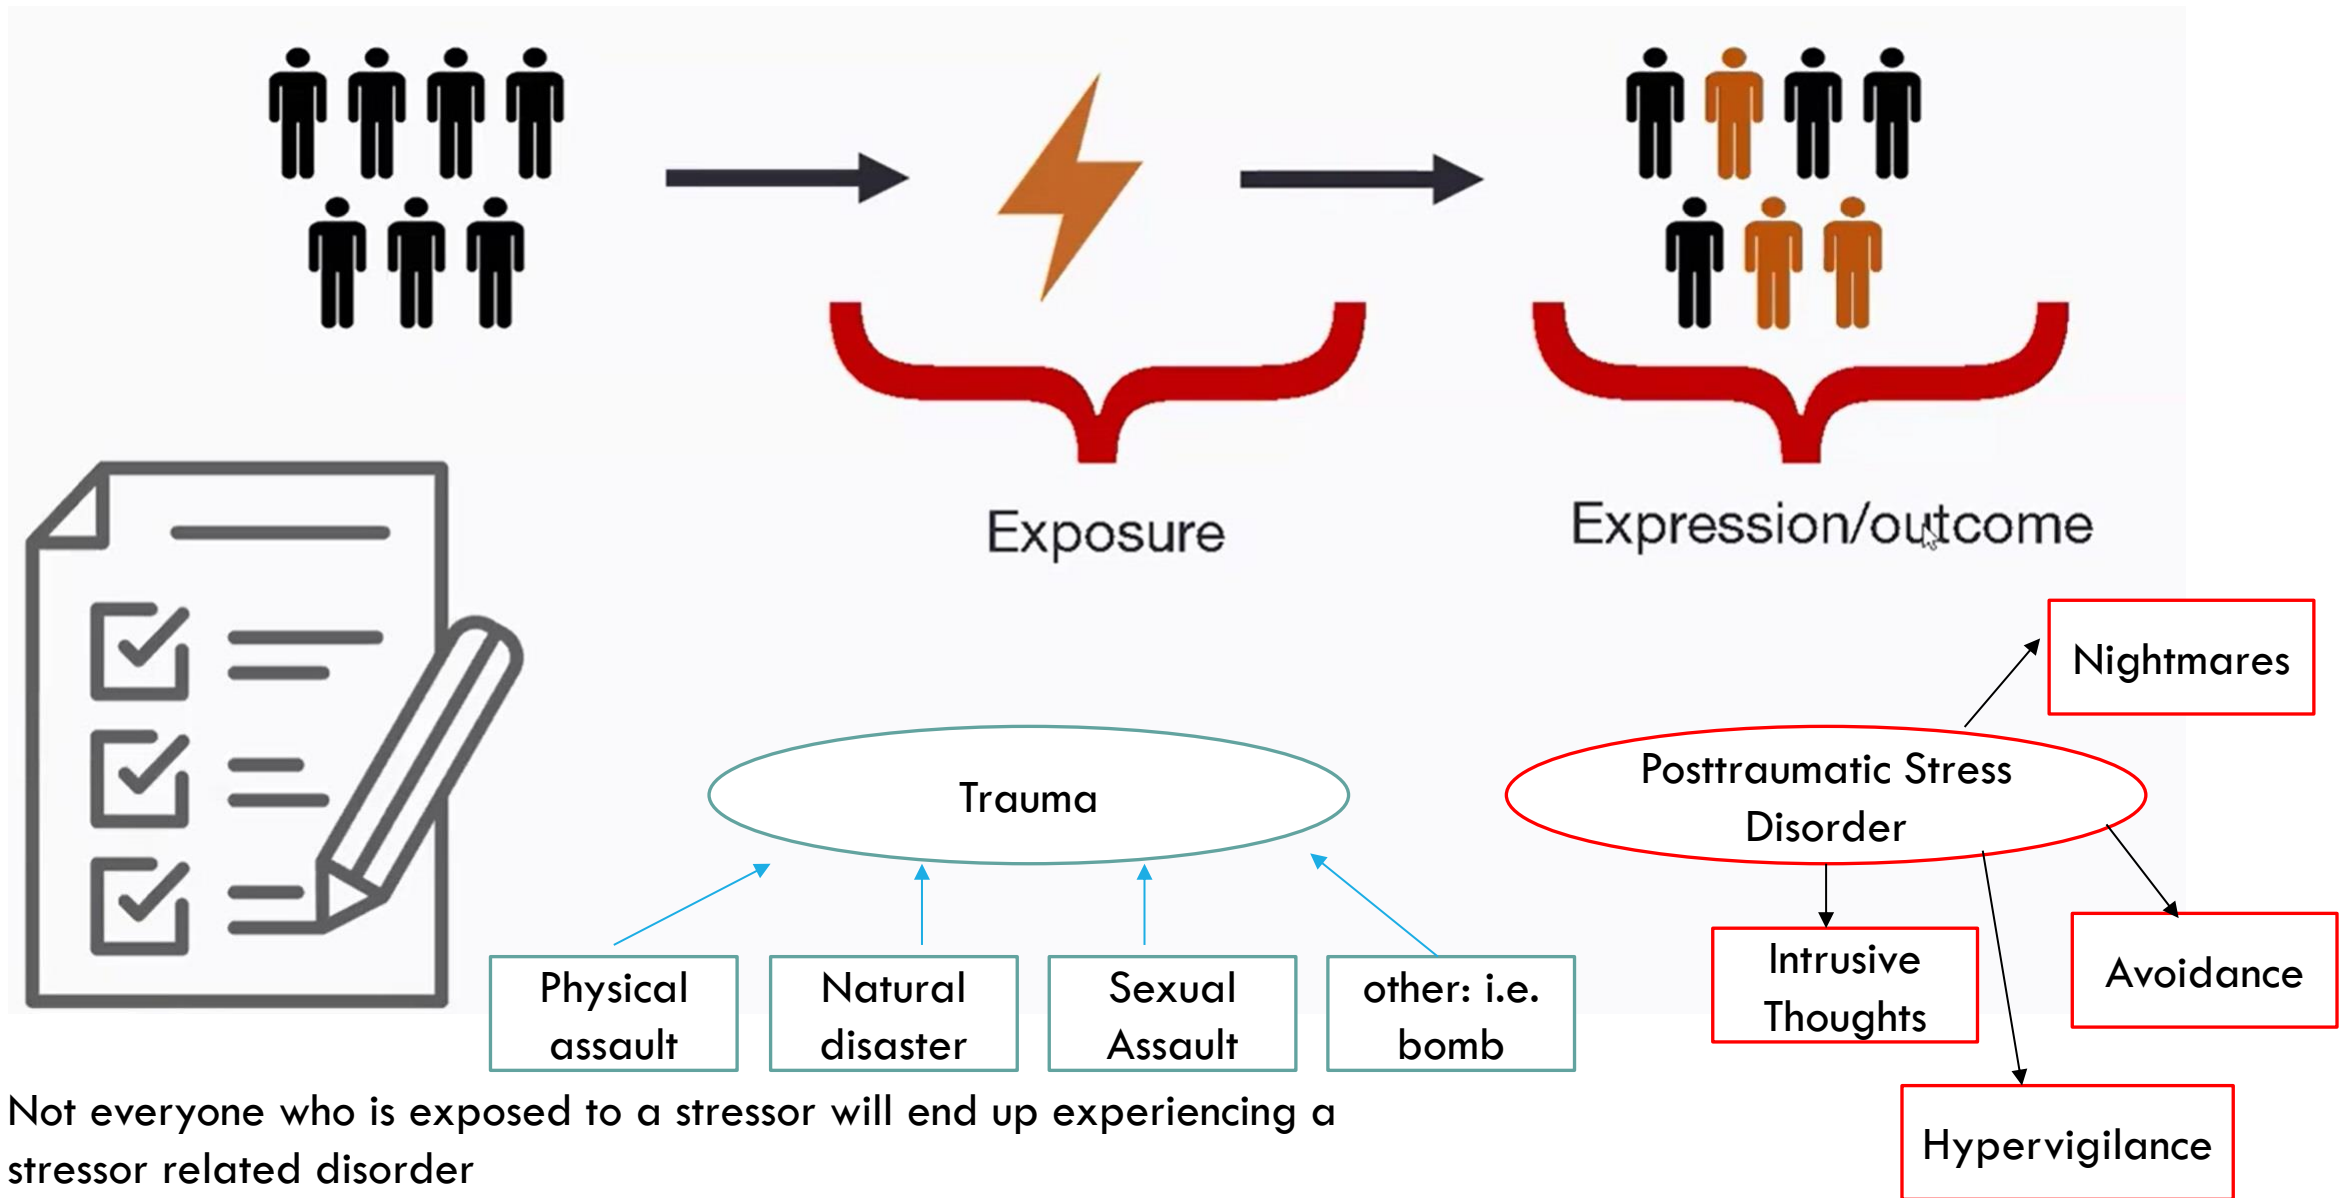 Exposure
Expression/outcome
Nightmares
Trauma
Posttraumatic Stress
Disorder
Physical
assault
Natural
disaster
Sexual
Assault
other: i.e.
bomb
Intrusive
Thoughts
Avoidance
Hypervigilance
Not everyone who is exposed to a stressor will end up experiencing a
stressor related disorder